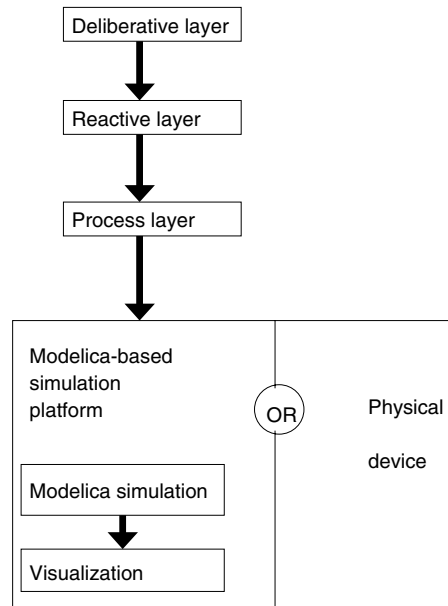 Deliberative layer
Reactive layer
Process layer
Modelica-based
simulation
platform
OR
Physical
device
Modelica simulation
Visualization